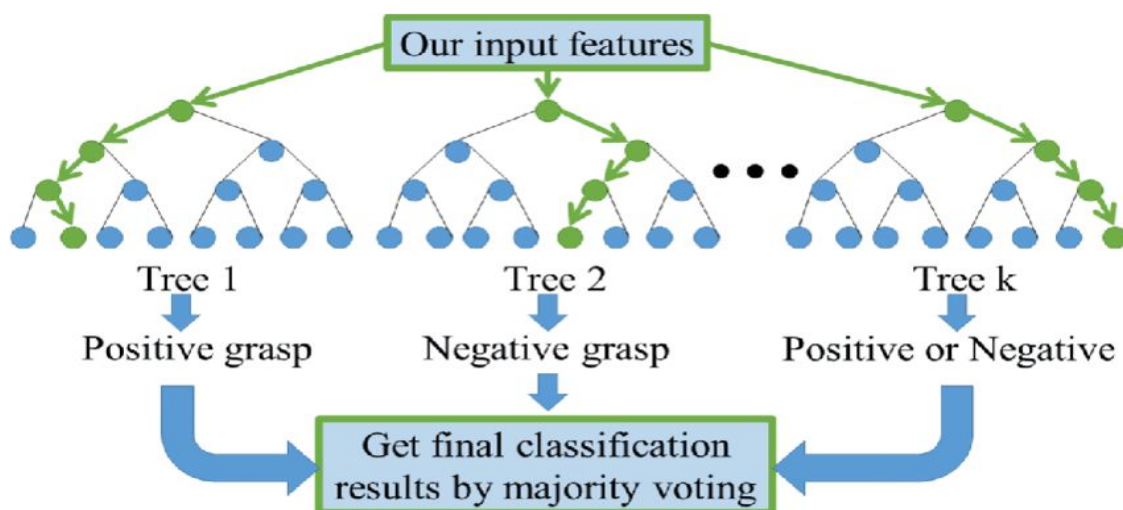 Our input features
Tree 1
Tree 2
Tree k
Positive grasp
Negative grasp
Positive or Negative
Get final classification
results by majority voting